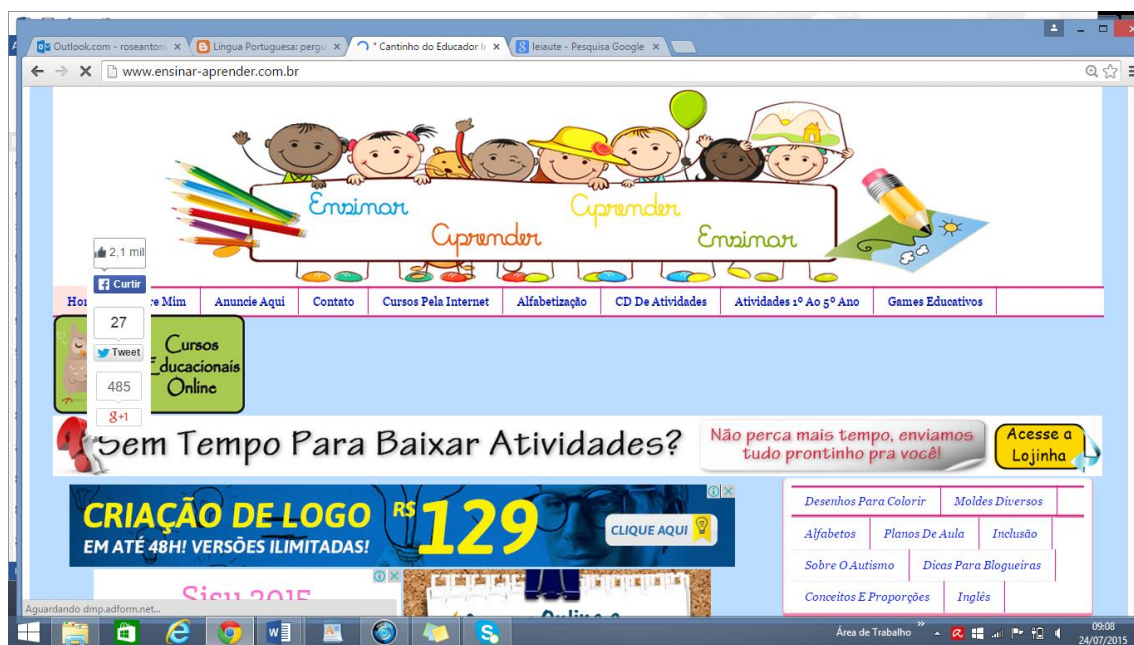 Outlook.com - roseantoni
Língua Portuguesa: pergu
* Cantinho do Educador Ir
leiaute - Pesquisa Google
www.ensinar-aprender.com.br
Ensinar
Aprender
Aprender
Ensinar
2,1 mil
Curtir
27
Tweet
485
g+1
Anuncie Aqui
Contato
Cursos Pela Internet
Alfabetização
CD De Atividades
Atividades 1º Ao 5º Ano
Games Educativos
Cursos
Educacionais
Online
Sem Tempo Para Baixar Atividades?
Não perca mais tempo, enviamos
tudo prontinho pra você!
Acesse a
Lojinha
CRIAÇÃO DE LOGO
EM ATÉ 48H! VERSÕES ILIMITADAS!
R$ 129
CLIQUE AQUI
Desenhos Para Colorir Moldes Diversos
Alfabetos Planos De Aula Inclusão
Sobre O Autismo Dicas Para Blogueiras
Conceitos E Proporções Inglês
Sisu 2015
Aguardando dmp.adform.net...
Área de Trabalho
09:08
24/07/2015